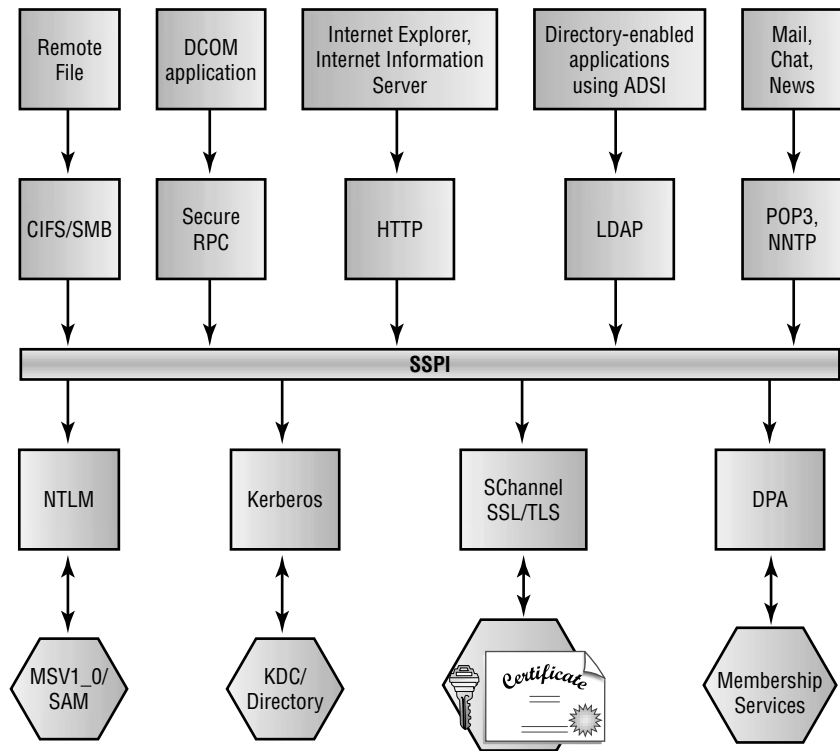 Remote
File
DCOM
application
Internet Explorer,
Internet Information
Server
Directory-enabled
applications
using ADSI
Mail,
Chat,
News
CIFS/SMB
Secure
RPC
HTTP
LDAP
POP3,
NNTP
SSPI
NTLM
Kerberos
SChannel
SSL/TLS
DPA
MSV1_0/
SAM
KDC/
Directory
Certificate
Membership
Services